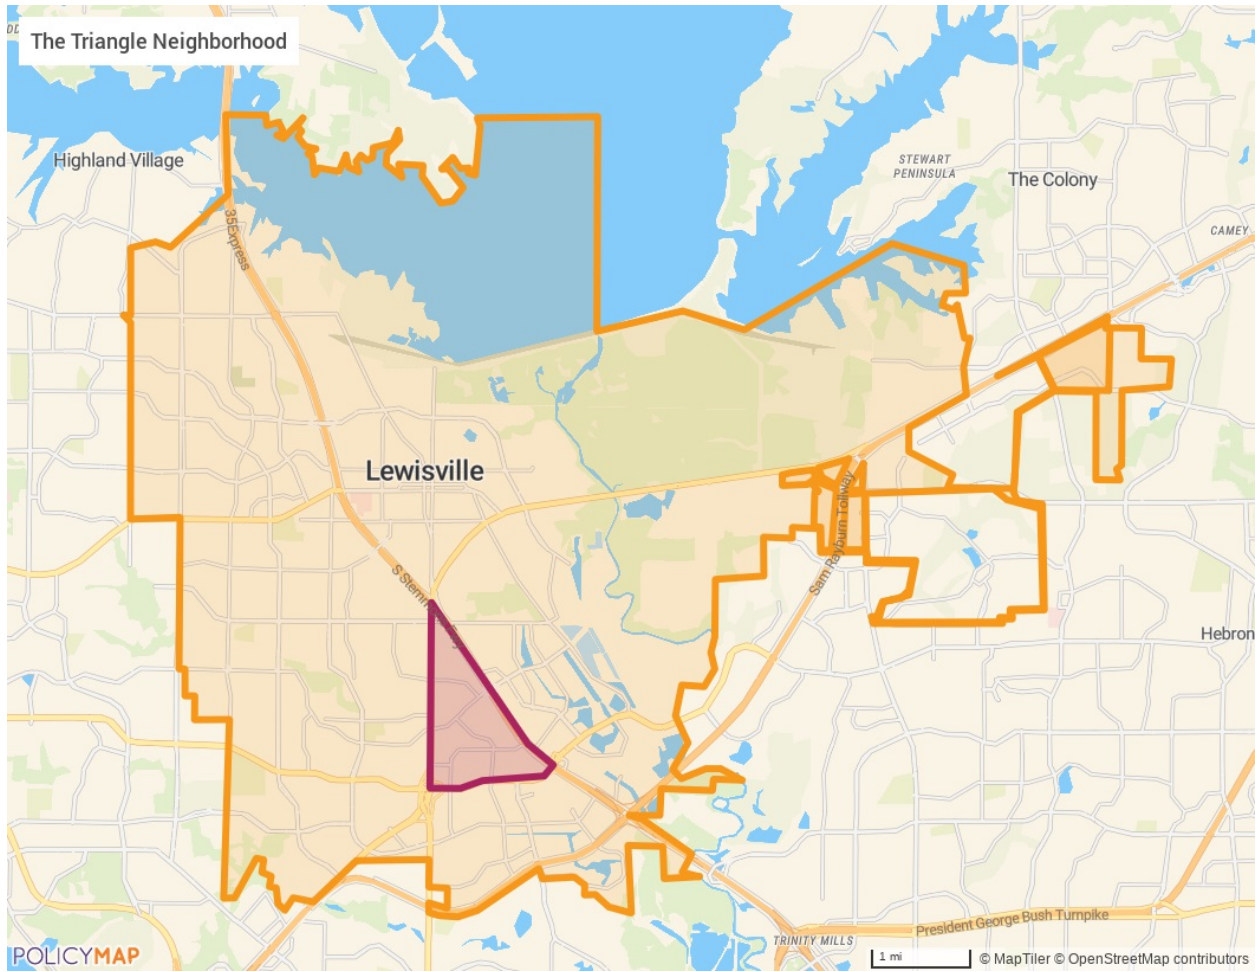 The Triangle Neighborhood
Highland Village
STEWART
PENINSULA
The Colony
CAMEY
35Express
Lewisville
Sam Rayburn Tollway
S Stemm
Hebron
President George Bush Turnpike
TRINITY MILLS
POLICYMAP
1 mi
© MapTiler © OpenStreetMap contributors